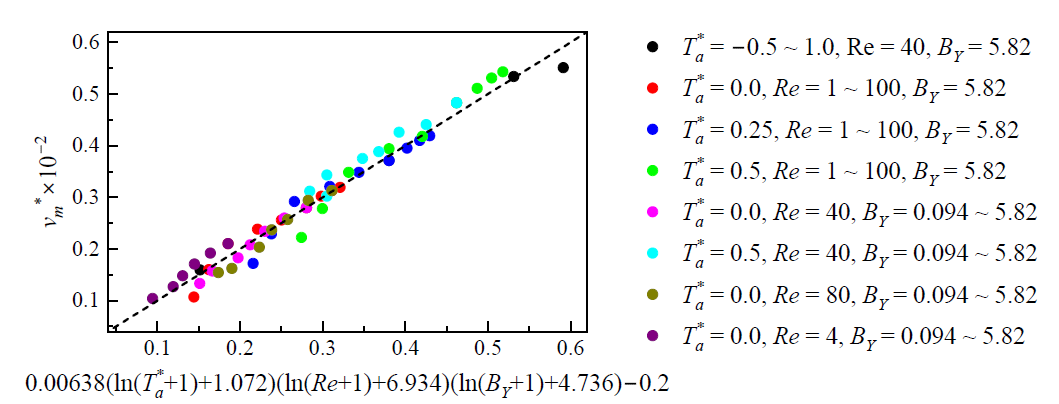 0.6
0.5
0.4
0.3
0.2
0.1
v_m^* × 10^{-2}
0.1 0.2 0.3 0.4 0.5 0.6
0.00638(ln(T_a^*+1)+1.072)(ln(Re+1)+6.934)(ln(B_Y+1)+4.736)−0.2
T_a^* = −0.5 ~ 1.0, Re = 40, B_Y = 5.82
T_a^* = 0.0, Re = 1 ~ 100, B_Y = 5.82
T_a^* = 0.25, Re = 1 ~ 100, B_Y = 5.82
T_a^* = 0.5, Re = 1 ~ 100, B_Y = 5.82
T_a^* = 0.0, Re = 40, B_Y = 0.094 ~ 5.82
T_a^* = 0.5, Re = 40, B_Y = 0.094 ~ 5.82
T_a^* = 0.0, Re = 80, B_Y = 0.094 ~ 5.82
T_a^* = 0.0, Re = 4, B_Y = 0.094 ~ 5.82